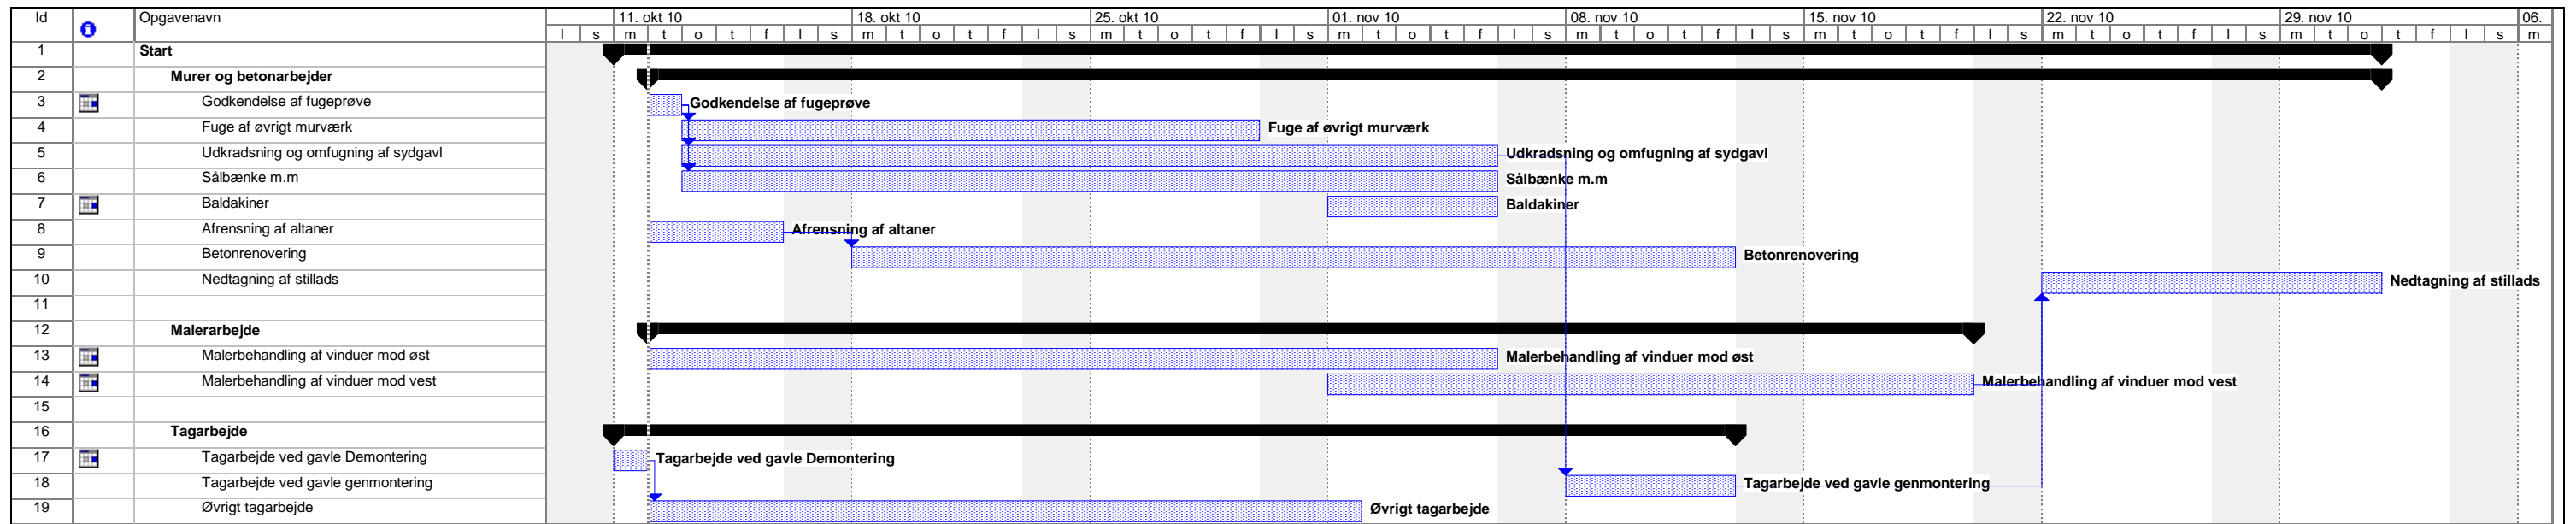 Id Opgavenavn 11. okt 10 18. okt 10 25. okt 10 01. nov 10 08. nov 10 15. nov 10 22. nov 10 29. nov 10 06.
l s m t o t f l s m t o t f l s m t o t f l s m t o t f l s m t o t f l s m t o t f l s m t o t f l s m t o t f l s m
1 Start
2 Murer og betonarbejder
3 Godkendelse af fugeprøve Godkendelse af fugeprøve
4 Fuge af øvrigt murværk Fuge af øvrigt murværk
5 Udkradsning og omfugning af sydgavl Udkradsning og omfugning af sydgavl
6 Sålbænke m.m Sålbænke m.m
7 Baldakiner Baldakiner
8 Afrensning af altaner Afrensning af altaner
9 Betonrenovering Betonrenovering
10 Nedtagning af stillads Nedtagning af stillads
11
12 Malerarbejde
13 Malerbehandling af vinduer mod øst Malerbehandling af vinduer mod øst
14 Malerbehandling af vinduer mod vest Malerbehandling af vinduer mod vest
15
16 Tagarbejde
17 Tagarbejde ved gavle Demontering Tagarbejde ved gavle Demontering
18 Tagarbejde ved gavle genmontering Tagarbejde ved gavle genmontering
19 Øvrigt tagarbejde Øvrigt tagarbejde